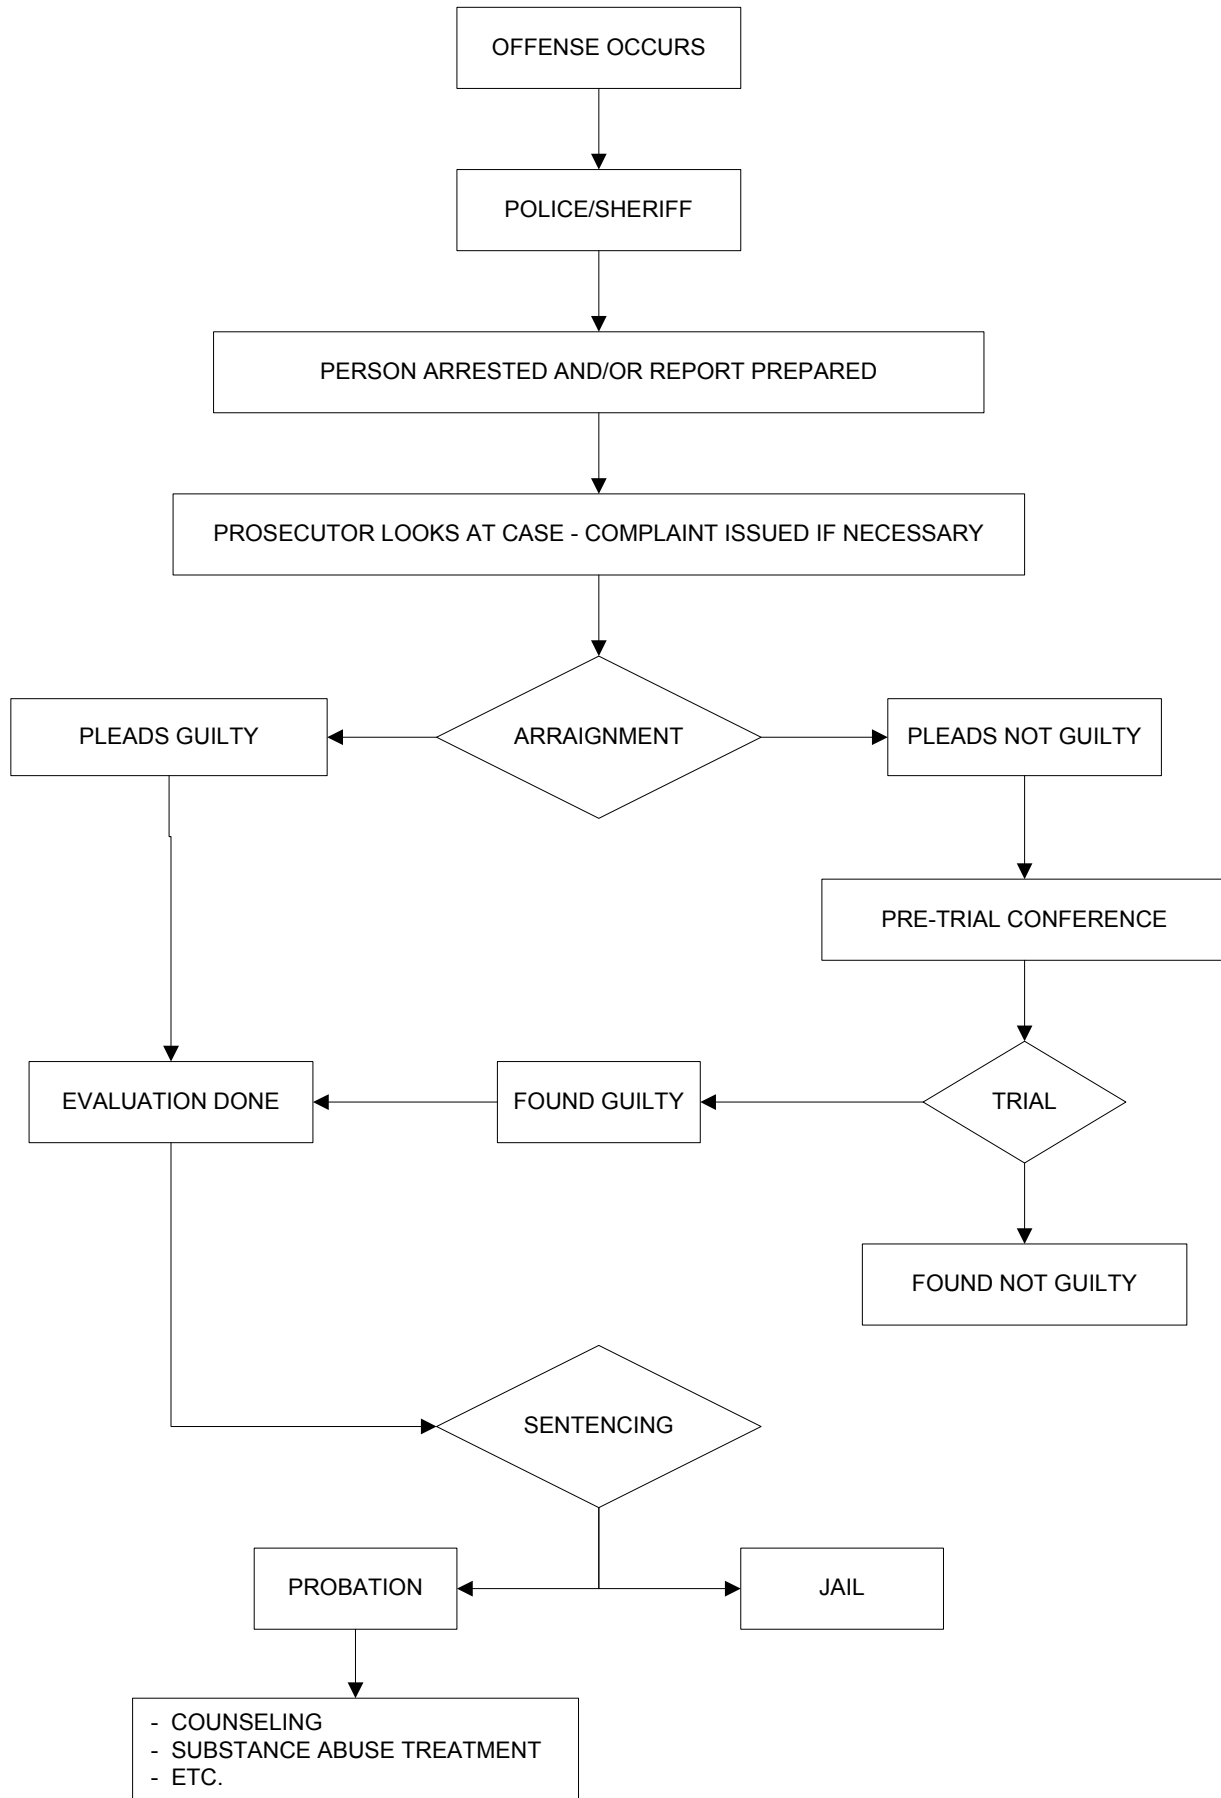 OFFENSE OCCURS
POLICE/SHERIFF
PERSON ARRESTED AND/OR REPORT PREPARED
PROSECUTOR LOOKS AT CASE - COMPLAINT ISSUED IF NECESSARY
PLEADS GUILTY
ARRAIGNMENT
PLEADS NOT GUILTY
PRE-TRIAL CONFERENCE
EVALUATION DONE
FOUND GUILTY
TRIAL
FOUND NOT GUILTY
SENTENCING
PROBATION
JAIL
- COUNSELING
- SUBSTANCE ABUSE TREATMENT
- ETC.